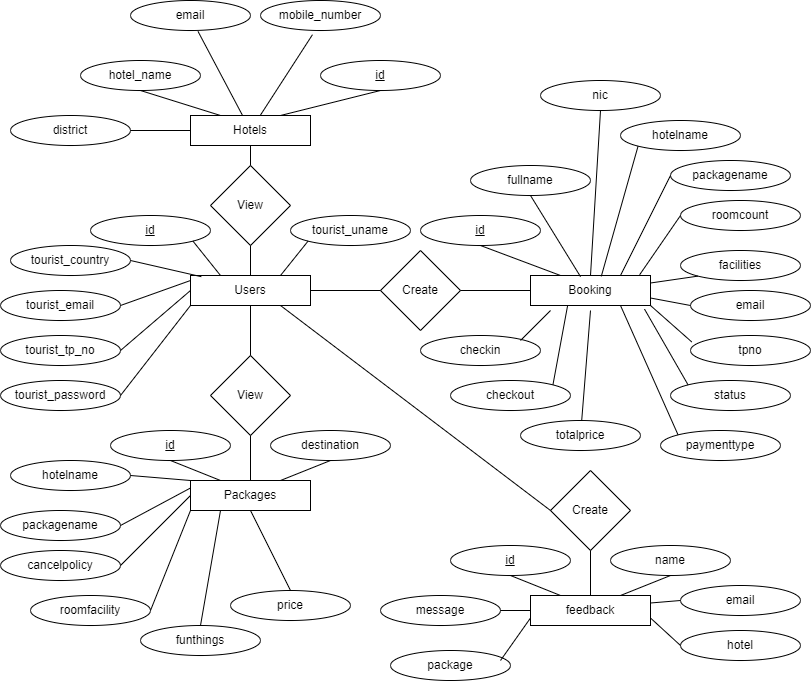 email
mobile_number
hotel_name
id
district
Hotels
nic
hotelname
packagename
fullname
roomcount
View
id
tourist_uname
id
tourist_country
facilities
Users
Create
Booking
tourist_email
email
tourist_tp_no
checkin
tpno
tourist_password
View
checkout
status
totalprice
paymenttype
id
destination
hotelname
Packages
packagename
Create
cancelpolicy
id
name
roomfacility
price
message
feedback
email
funthings
hotel
package